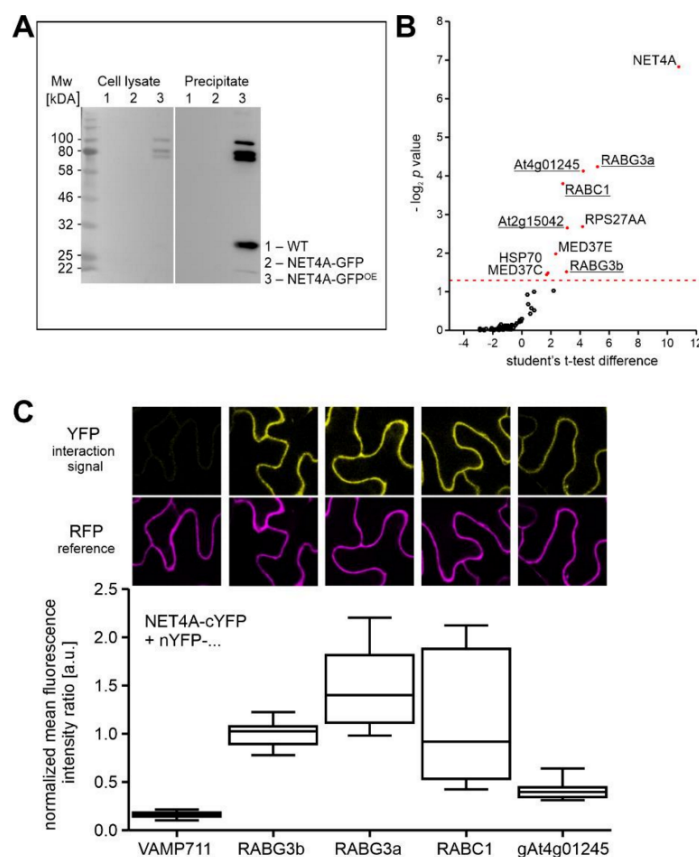 A
Mw
[kDA]
Cell lysate
Precipitate
1 2 3 1 2 3
100
80
58
46
32
25
22
1 – WT
2 – NET4A-GFP
3 – NET4A-GFPOE
B
- log2 p value
8
7
6
5
4
3
2
1
0
-4 -2 0 2 4 6 8 10 12
student's t-test difference
NET4A
At4g01245
RABG3a
RABC1
At2g15042
RPS27AA
MED37E
HSP70
MED37C
RABG3b
C
YFP
interaction
signal
RFP
reference
normalized mean fluorescence
intensity ratio [a.u.]
2.5
2.0
1.5
1.0
0.5
0.0
NET4A-cYFP
+ nYFP-...
VAMP711 RABG3b RABG3a RABC1 gAt4g01245